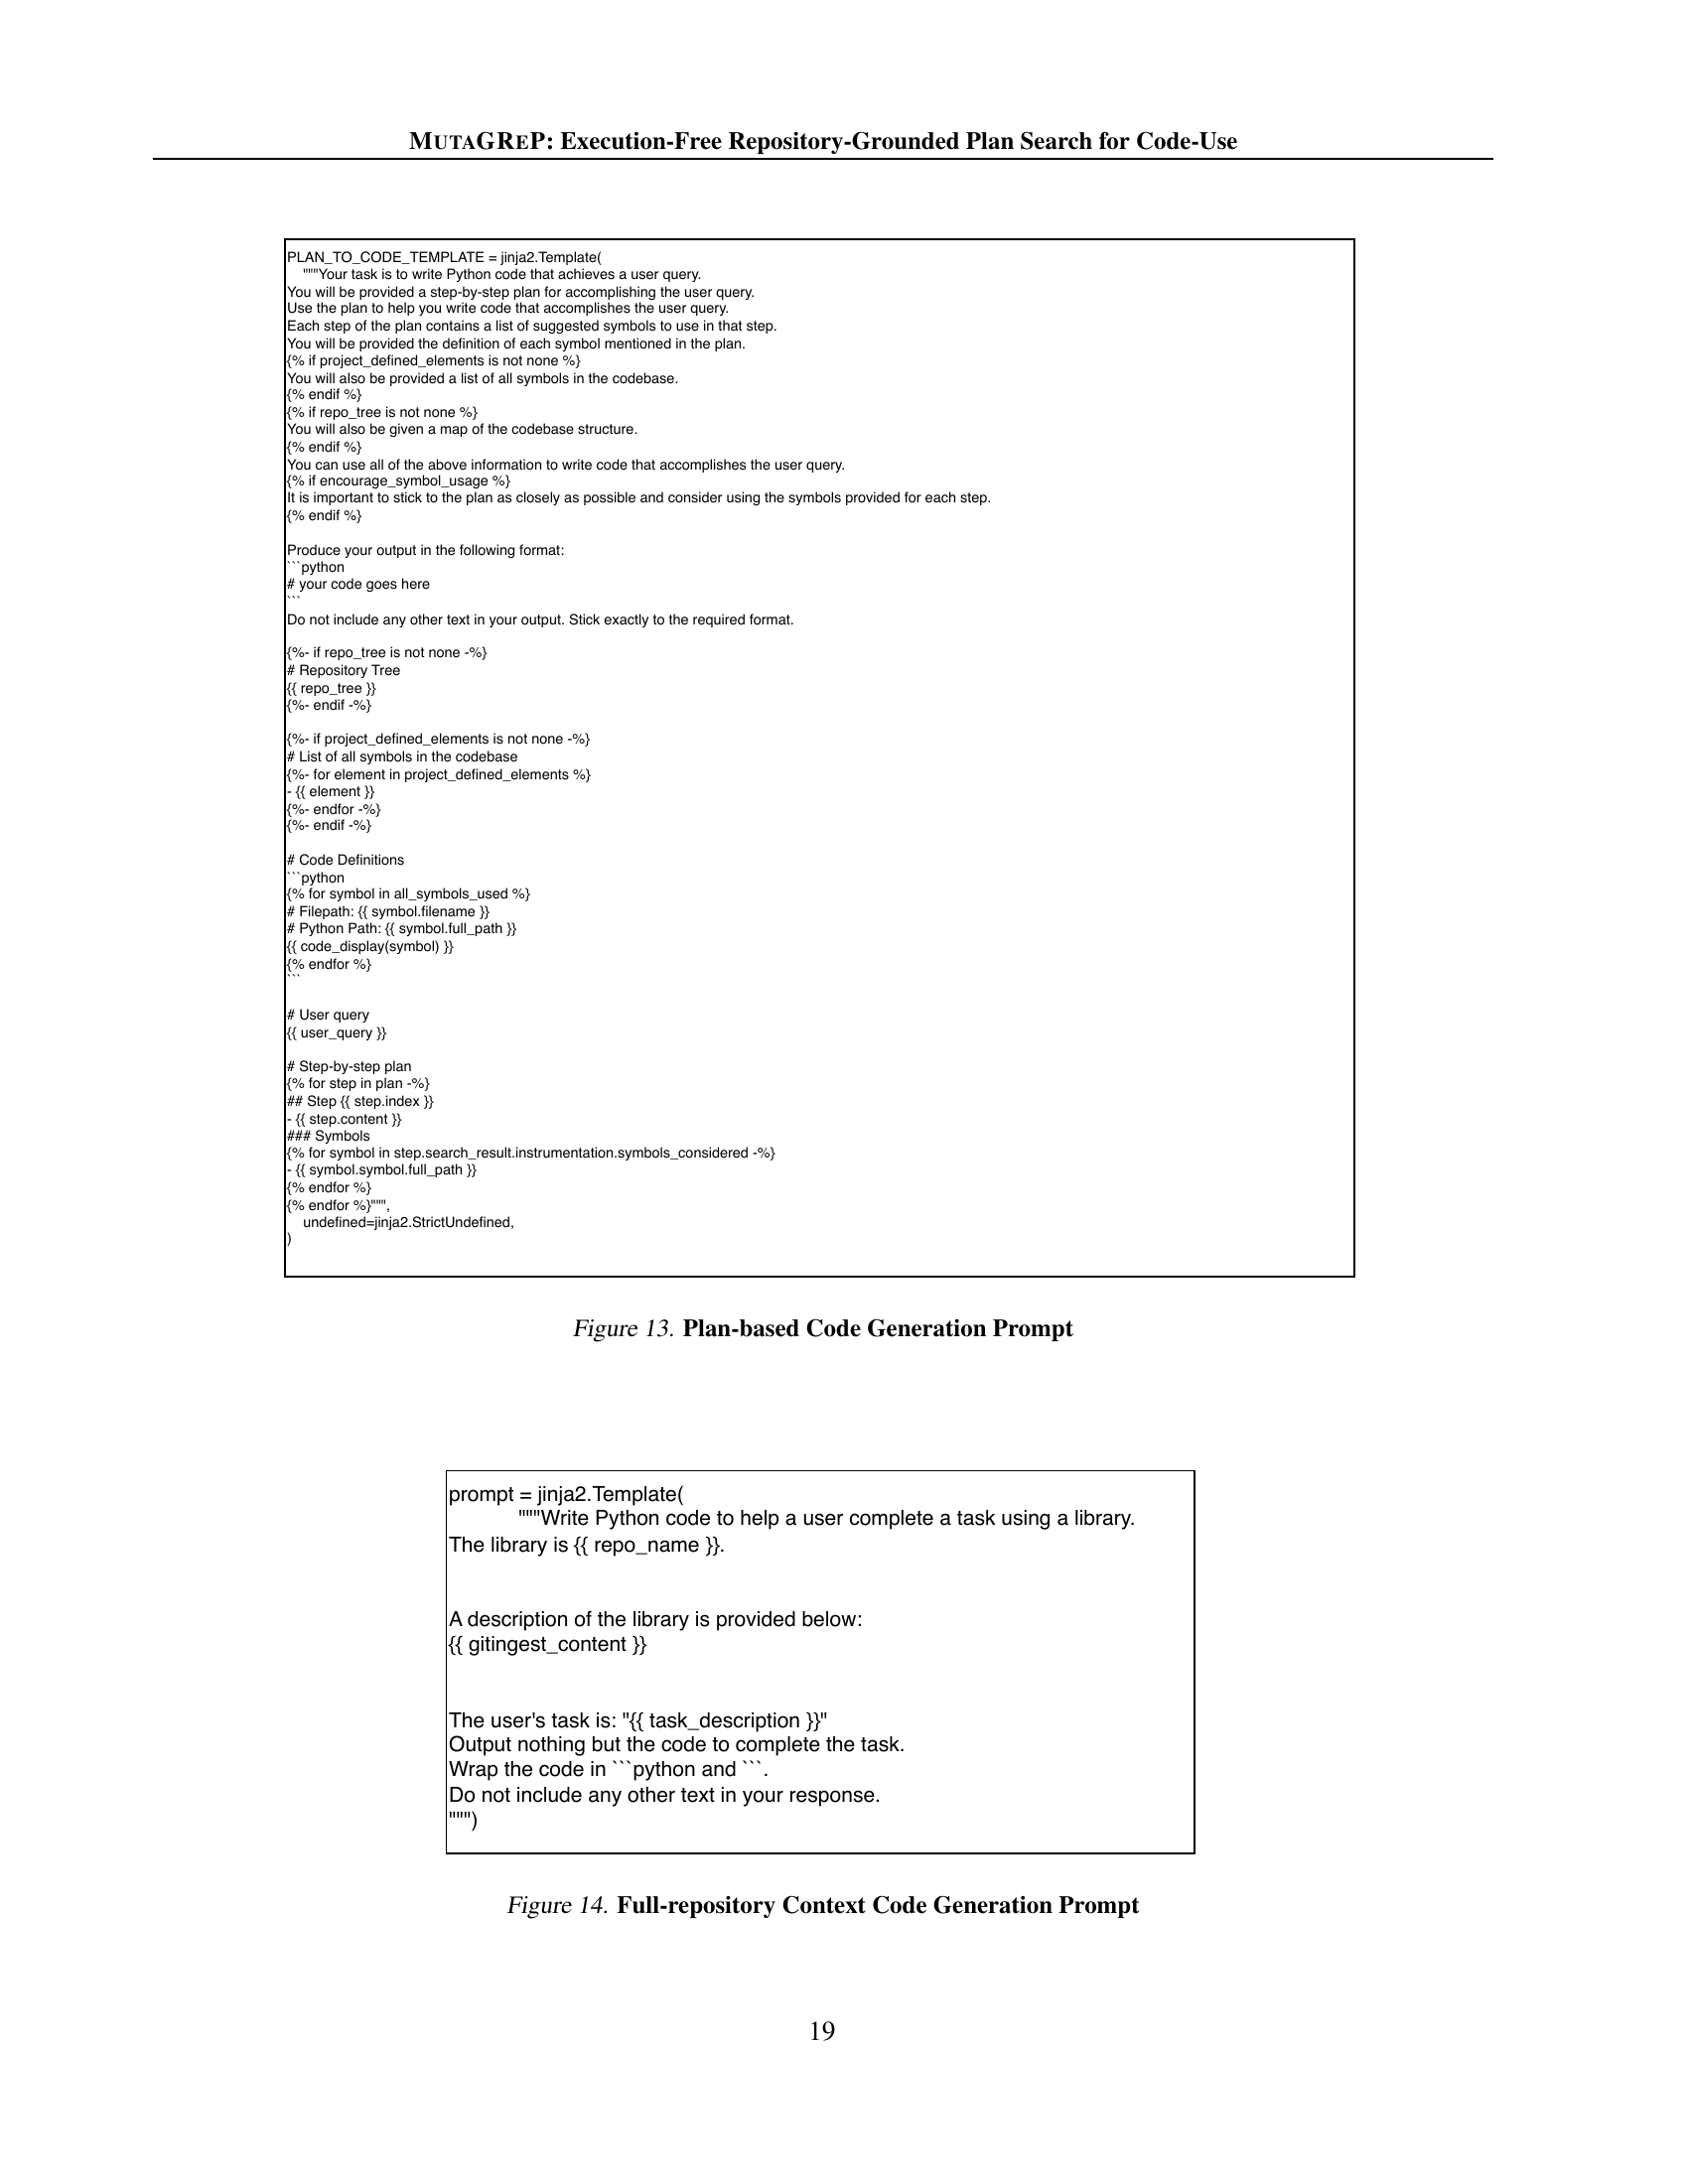 MUTAGREP: Execution-Free Repository-Grounded Plan Search for Code-Use
PLAN_TO_CODE_TEMPLATE = jinja2.Template(
    """Your task is to write Python code that achieves a user query.
You will be provided a step-by-step plan for accomplishing the user query.
Use the plan to help you write code that accomplishes the user query.
Each step of the plan contains a list of suggested symbols to use in that step.
You will be provided the definition of each symbol mentioned in the plan.
{% if project_defined_elements is not none %}
You will also be provided a list of all symbols in the codebase.
{% endif %}
{% if repo_tree is not none %}
You will also be given a map of the codebase structure.
{% endif %}
You can use all of the above information to write code that accomplishes the user query.
{% if encourage_symbol_usage %}
It is important to stick to the plan as closely as possible and consider using the symbols provided for each step.
{% endif %}

Produce your output in the following format:
```python
# your code goes here
```
Do not include any other text in your output. Stick exactly to the required format.

{%- if repo_tree is not none -%}
# Repository Tree
{{ repo_tree }}
{%- endif -%}

{%- if project_defined_elements is not none -%}
# List of all symbols in the codebase
{%- for element in project_defined_elements %}
- {{ element }}
{%- endfor -%}
{%- endif -%}

# Code Definitions
```python
{% for symbol in all_symbols_used %}
# Filepath: {{ symbol.filename }}
# Python Path: {{ symbol.full_path }}
{{ code_display(symbol) }}
{% endfor %}
```

# User query
{{ user_query }}

# Step-by-step plan
{% for step in plan -%}
## Step {{ step.index }}
- {{ step.content }}
### Symbols
{% for symbol in step.search_result.instrumentation.symbols_considered -%}
- {{ symbol.symbol.full_path }}
{% endfor %}
{% endfor %}""",
    undefined=jinja2.StrictUndefined,
)
Figure 13. Plan-based Code Generation Prompt
prompt = jinja2.Template(
            """Write Python code to help a user complete a task using a library.
The library is {{ repo_name }}.

A description of the library is provided below:
{{ gitingest_content }}

The user's task is: "{{ task_description }}"
Output nothing but the code to complete the task.
Wrap the code in ```python and ```.
Do not include any other text in your response.
""")
Figure 14. Full-repository Context Code Generation Prompt
19